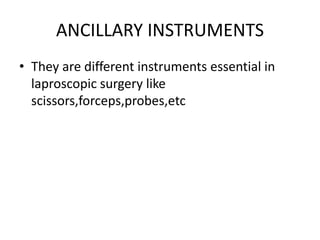 ANCILLARY INSTRUMENTS
• They are different instruments essential in
laproscopic surgery like
scissors,forceps,probes,etc